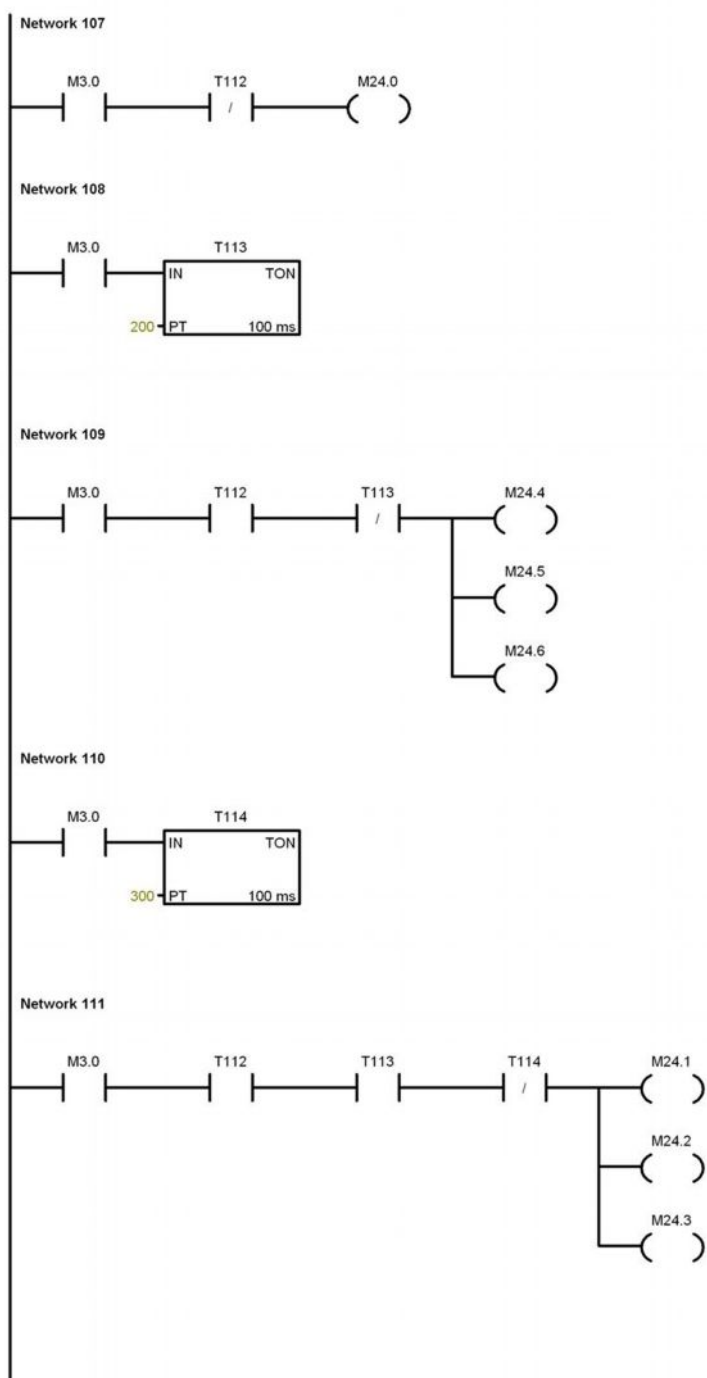 Network 107
M3.0 T112 M24.0
/
Network 108
M3.0 T113
IN TON
200 PT 100 ms
Network 109
M3.0 T112 T113 M24.4
/
M24.5
M24.6
Network 110
M3.0 T114
IN TON
300 PT 100 ms
Network 111
M3.0 T112 T113 T114 M24.1
/
M24.2
M24.3